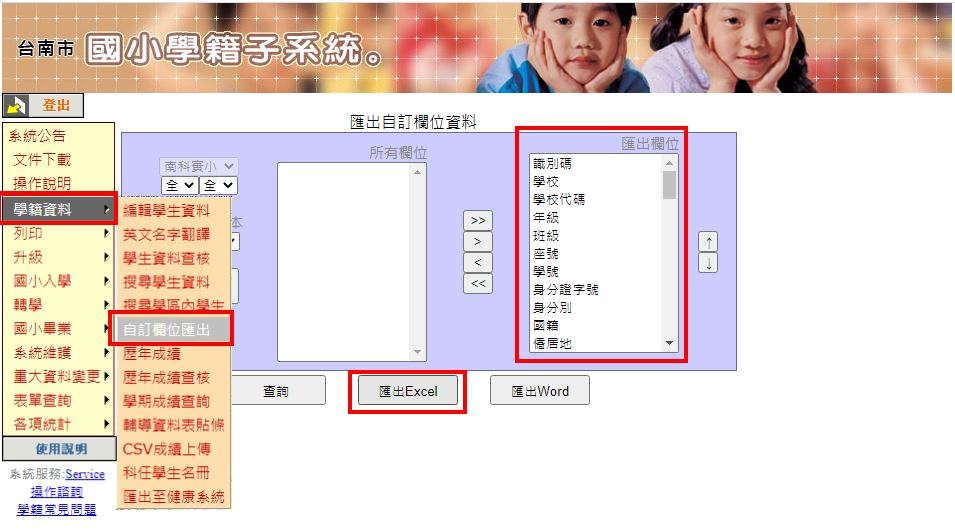 台南市 國小學籍子系統。
登出
系統公告
文件下載
操作說明
學籍資料
列印
升級
國小入學
轉學
國小畢業
系統維護
重大資料變更
表單查詢
各項統計
使用說明
系統服務:Service
操作諮詢
學籍常見問題
編輯學生資料
英文名字翻譯
學生資料查核
搜尋學生資料
搜尋學區內學生
自訂欄位匯出
歷年成績
歷年成績查核
學期成績查詢
輔導資料表貼條
CSV成績上傳
科任學生名冊
匯出至健康系統
匯出自訂欄位資料
南科實小
全 全
本
所有欄位
>>
>
<
<<
匯出欄位
識別碼
學校
學校代碼
年級
班級
座號
學號
身分證字號
身分別
國籍
僑居地
↑
↓
查詢
匯出Excel
匯出Word